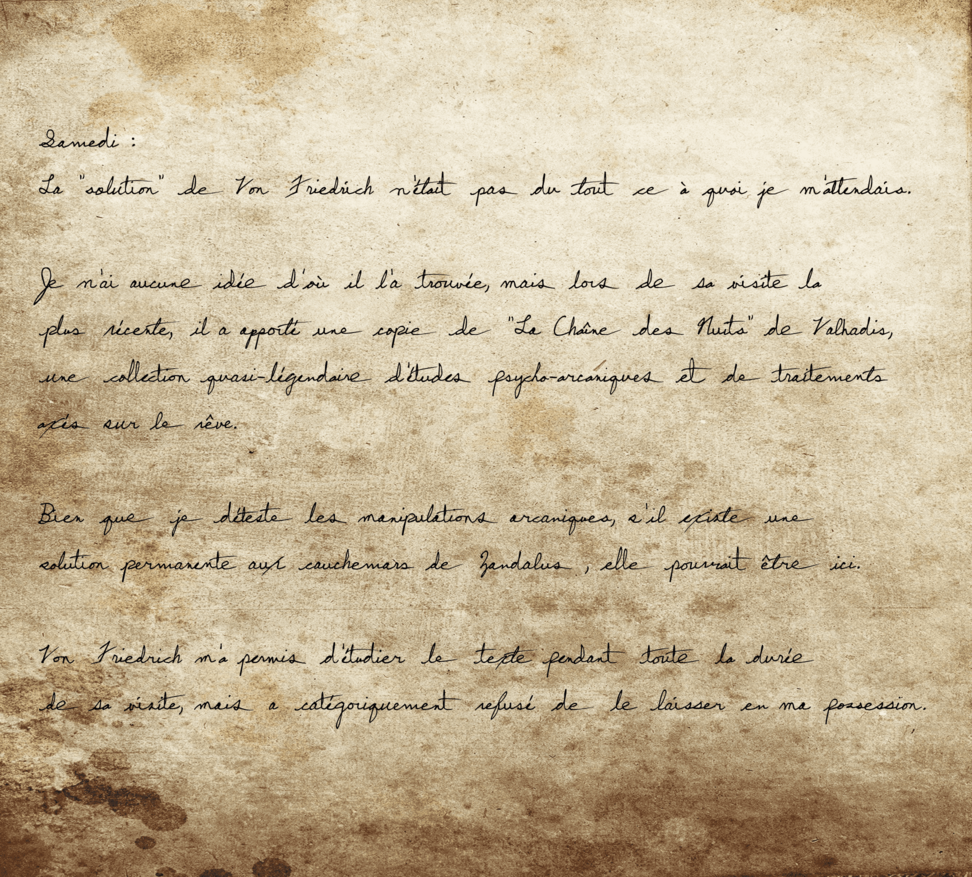 Samedi :
La "solution" de Von Friedrich n'était pas du tout ce à quoi je m'attendais.
Je n'ai aucune idée d'où il l'a trouvée, mais lors de sa visite la
plus récente, il a apporté une copie de "La Chaîne des Nuits" de Valhadis,
une collection quasi-légendaire d'études psycho-arcaniques et de traitements
axés sur le rêve.
Bien que je déteste les manipulations arcaniques, s'il existe une
solution permanente aux cauchemars de Zandalus , elle pourrait être ici.
Von Friedrich m'a permis d'étudier le texte pendant toute la durée
de sa visite, mais a catégoriquement refusé de le laisser en ma possession.